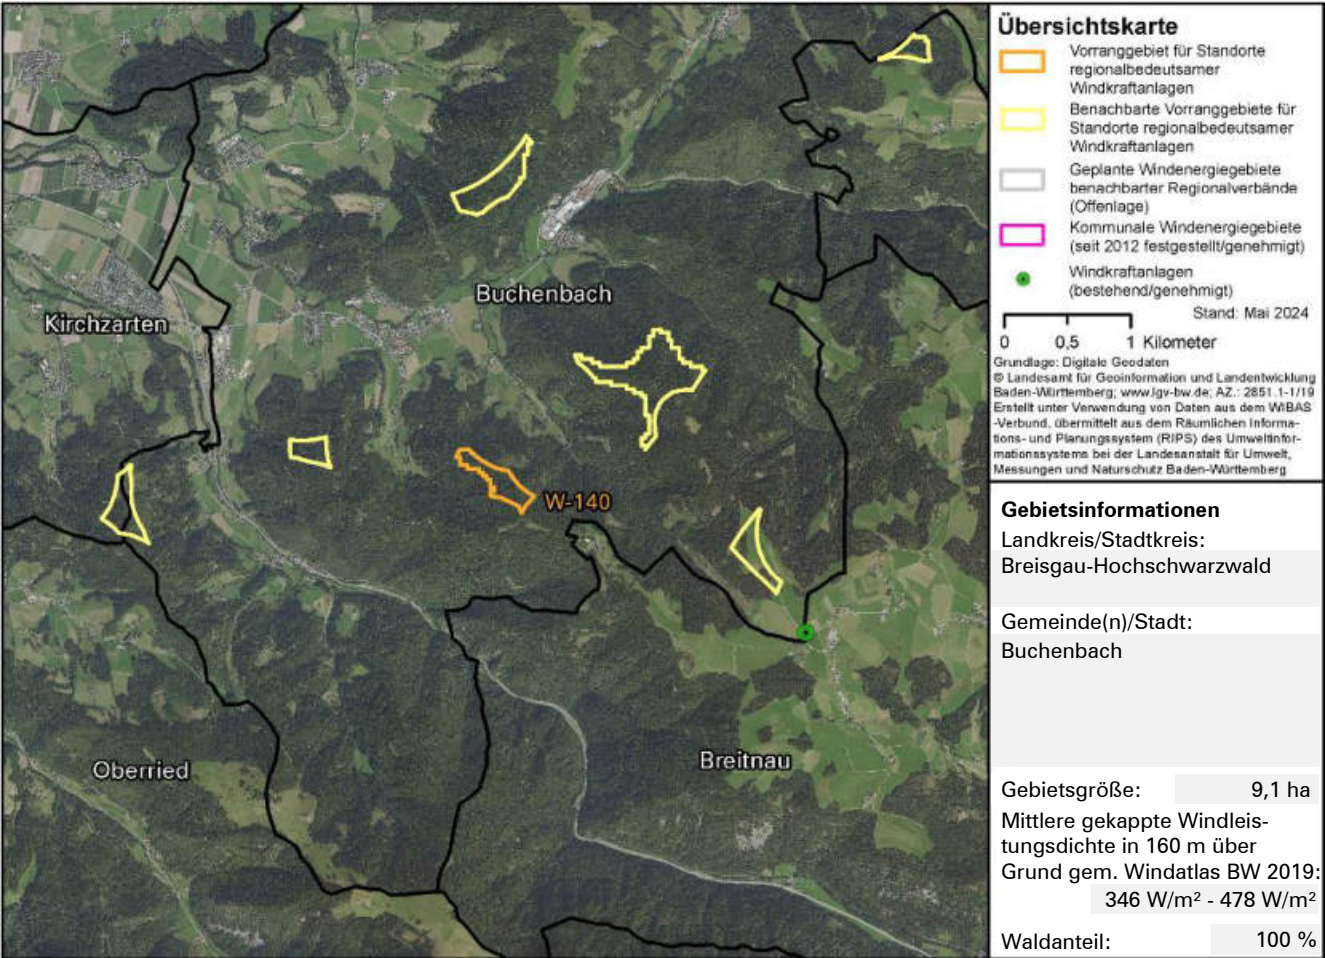 Buchenbach
Kirchzarten
W-140
Oberried
Breitnau
Übersichtskarte
Vorranggebiet für Standorte
regionalbedeutsamer
Windkraftanlagen
Benachbarte Vorranggebiete für
Standorte regionalbedeutsamer
Windkraftanlagen
Geplante Windenergiegebiete
benachbarter Regionalverbände
(Offenlage)
Kommunale Windenergiegebiete
(seit 2012 festgestellt/genehmigt)
Windkraftanlagen
(bestehend/genehmigt)
Stand: Mai 2024
0 0,5 1 Kilometer
Grundlage: Digitale Geodaten
© Landesamt für Geoinformation und Landentwicklung
Baden-Württemberg; www.lgv-bw.de; AZ.: 2851.1-1/19
Erstellt unter Verwendung von Daten aus dem WIBAS
-Verbund, übermittelt aus dem Räumlichen Informa-
tions- und Planungssystem (RIPS) des Umweltinfor-
mationssystems bei der Landesanstalt für Umwelt,
Messungen und Naturschutz Baden-Württemberg
Gebietsinformationen
Landkreis/Stadtkreis:
Breisgau-Hochschwarzwald
Gemeinde(n)/Stadt:
Buchenbach
Gebietsgröße: 9,1 ha
Mittlere gekappte Windleis-
tungsdichte in 160 m über
Grund gem. Windatlas BW 2019:
346 W/m² - 478 W/m²
Waldanteil: 100 %